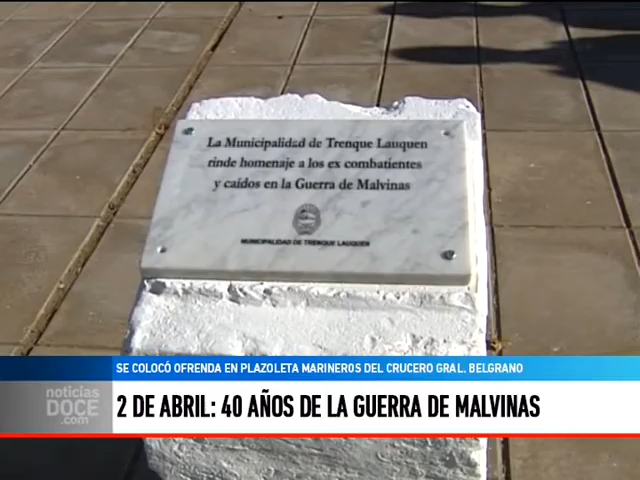 La Municipalidad de Trenque Lauquen
rinde homenaje a los ex combatientes
y caídos en la Guerra de Malvinas
MUNICIPALIDAD DE TRENQUE LAUQUEN
SE COLOCÓ OFRENDA EN PLAZOLETA MARINEROS DEL CRUCERO GRAL. BELGRANO
noticias
DOCE
.com
2 DE ABRIL: 40 AÑOS DE LA GUERRA DE MALVINAS